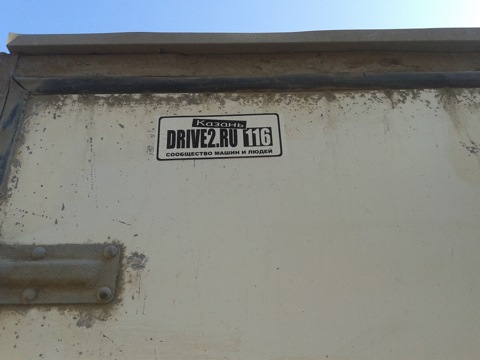 Казань
DRIVE2.RU 116
СООБЩЕСТВО МАШИН И ЛЮДЕЙ